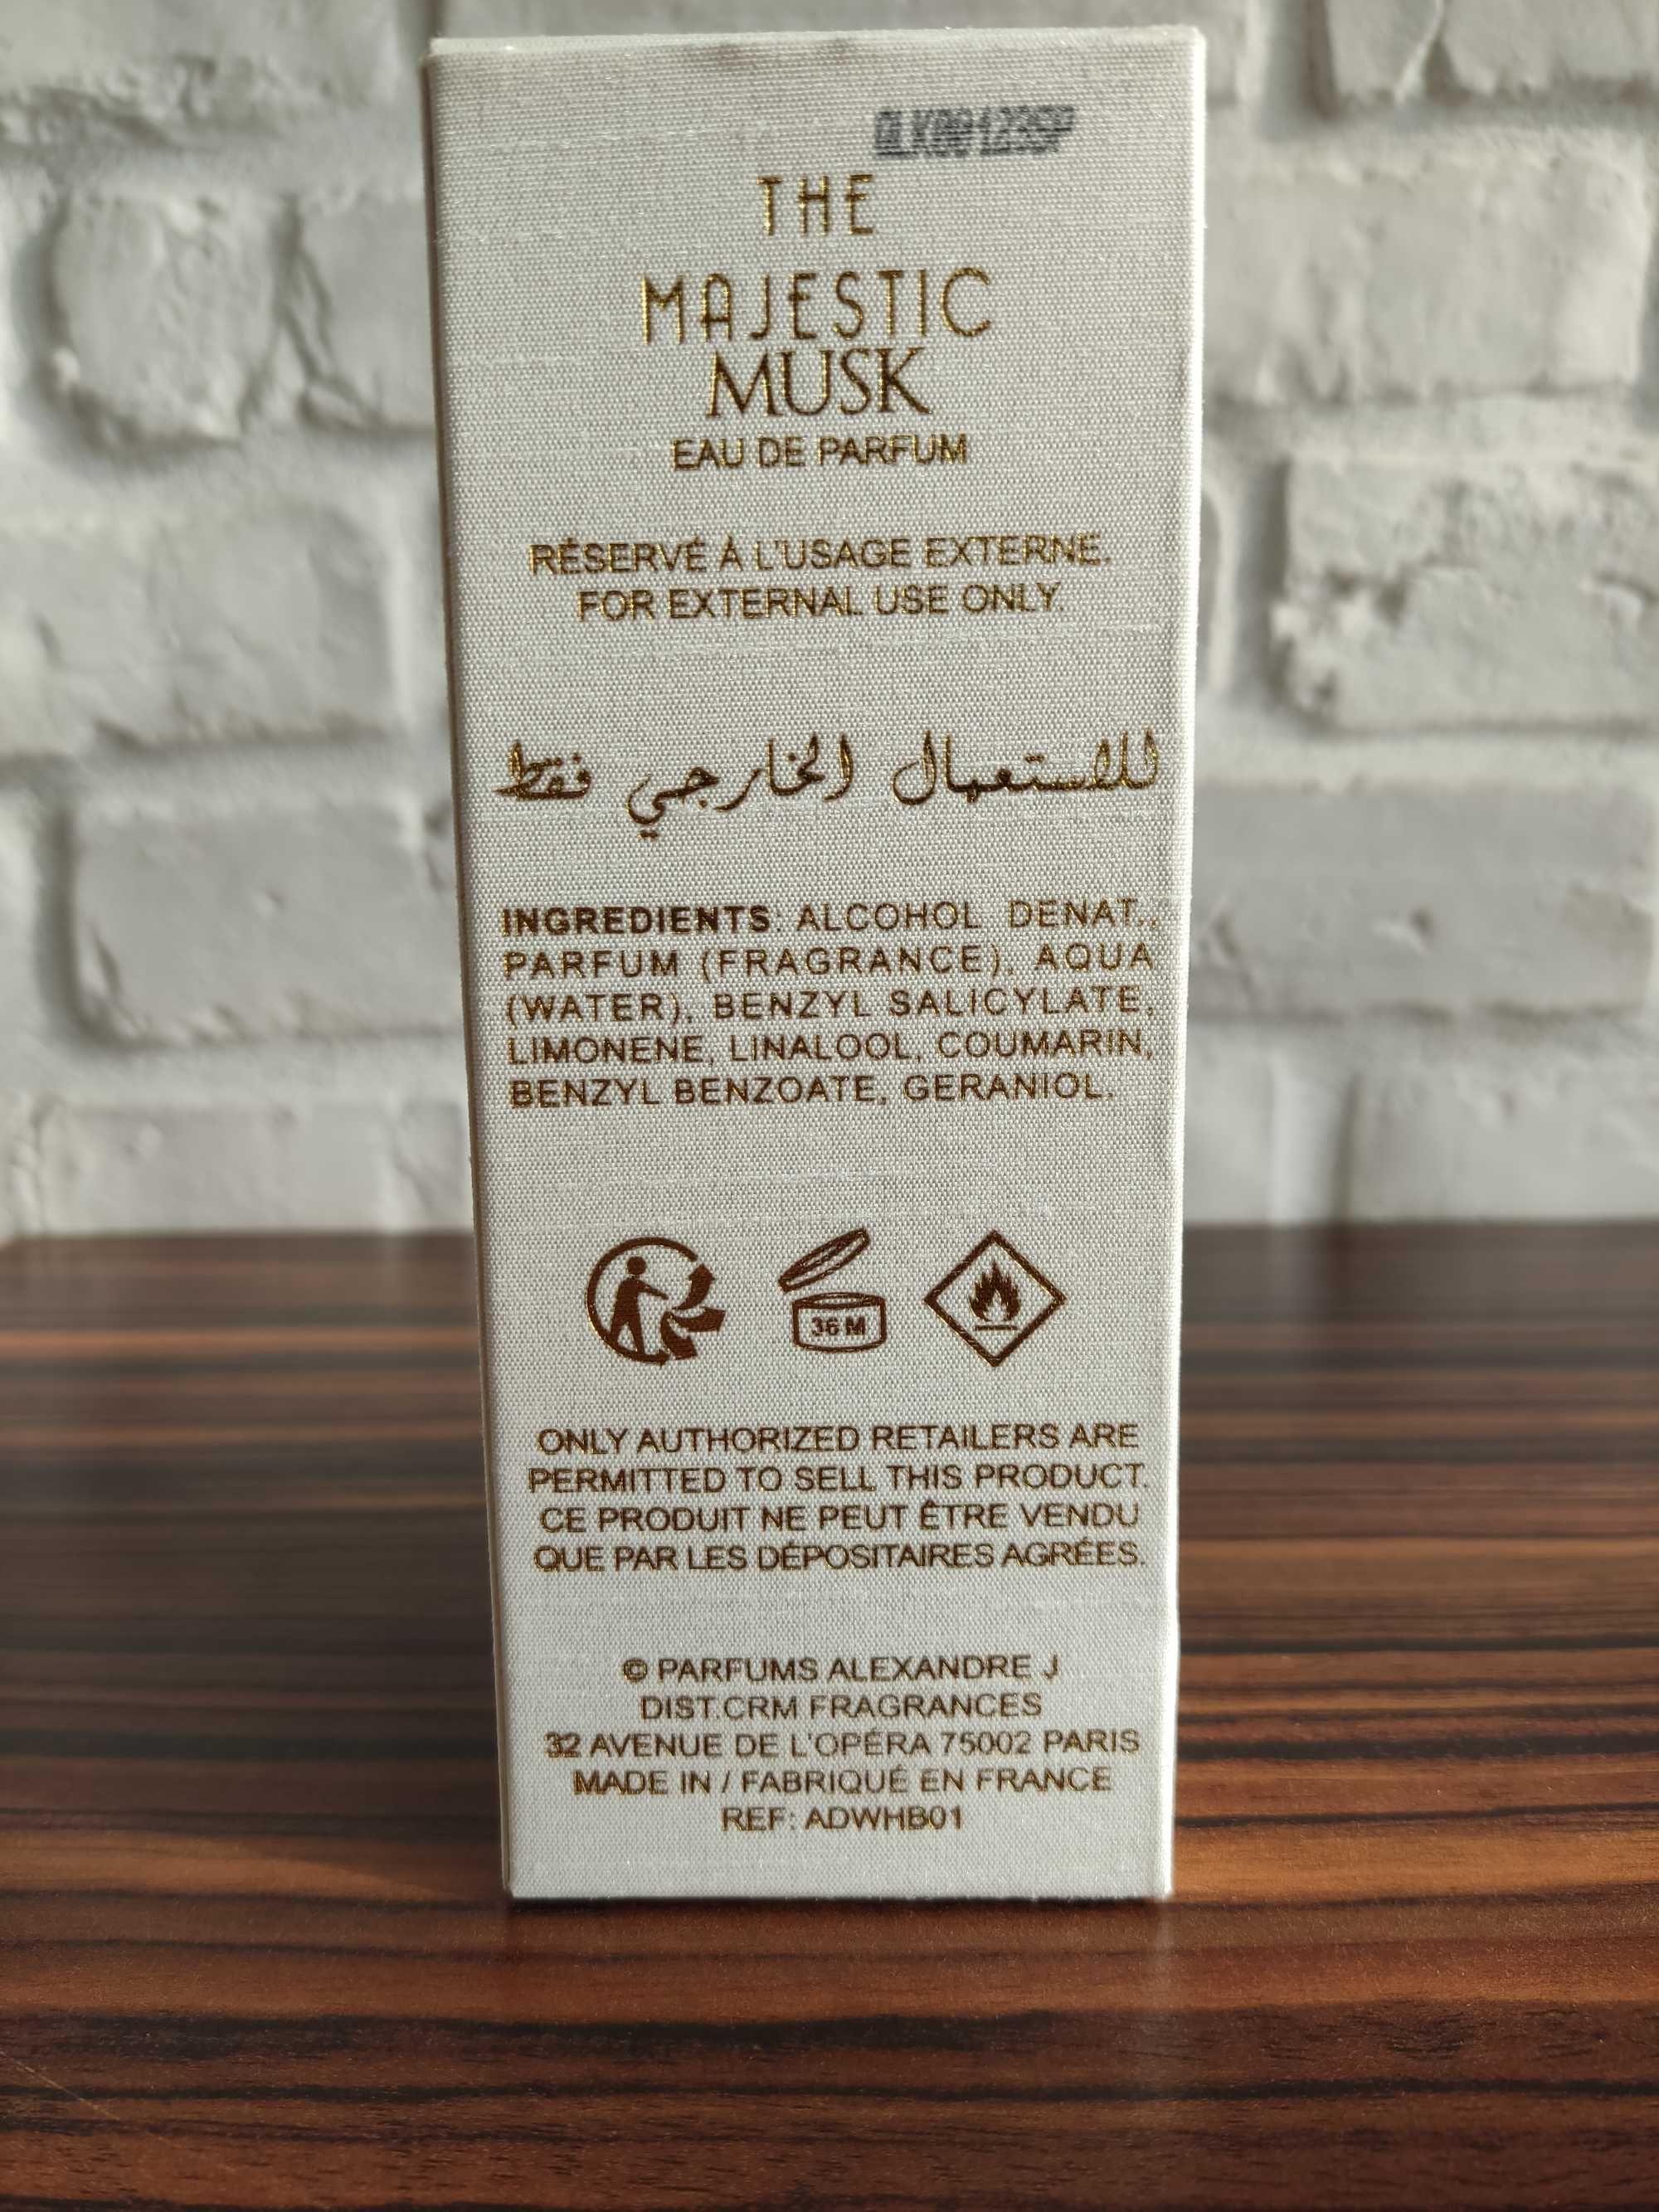 THE
MAJESTIC
MUSK
EAU DE PARFUM
RÉSERVÉ À L'USAGE EXTERNE.
FOR EXTERNAL USE ONLY.
للاستعمال الخارجي فقط
INGREDIENTS: ALCOHOL DENAT.,
PARFUM (FRAGRANCE), AQUA
(WATER), BENZYL SALICYLATE,
LIMONENE, LINALOOL, COUMARIN,
BENZYL BENZOATE, GERANIOL.
36 M
ONLY AUTHORIZED RETAILERS ARE
PERMITTED TO SELL THIS PRODUCT.
CE PRODUIT NE PEUT ÊTRE VENDU
QUE PAR LES DÉPOSITAIRES AGRÉES.
© PARFUMS ALEXANDRE J
DIST.CRM FRAGRANCES
32 AVENUE DE L'OPÉRA 75002 PARIS
MADE IN / FABRIQUÉ EN FRANCE
REF: ADWHB01